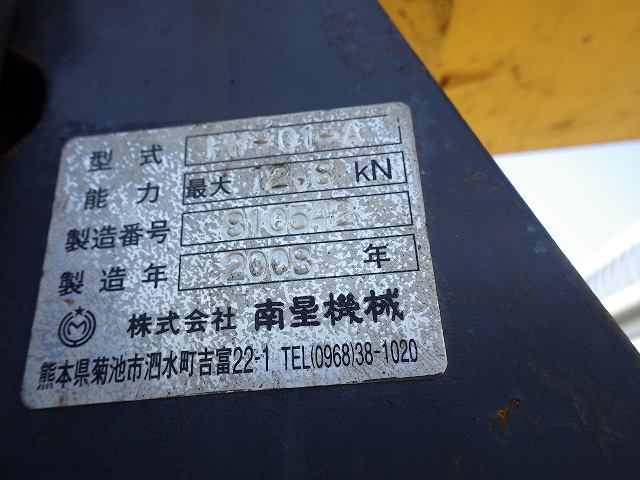 型式
能力 最大 12.3 kN
製造番号
製造年 2008 年
株式会社 南星機械
熊本県菊池市泗水町吉富22-1 TEL(0968)38-1020